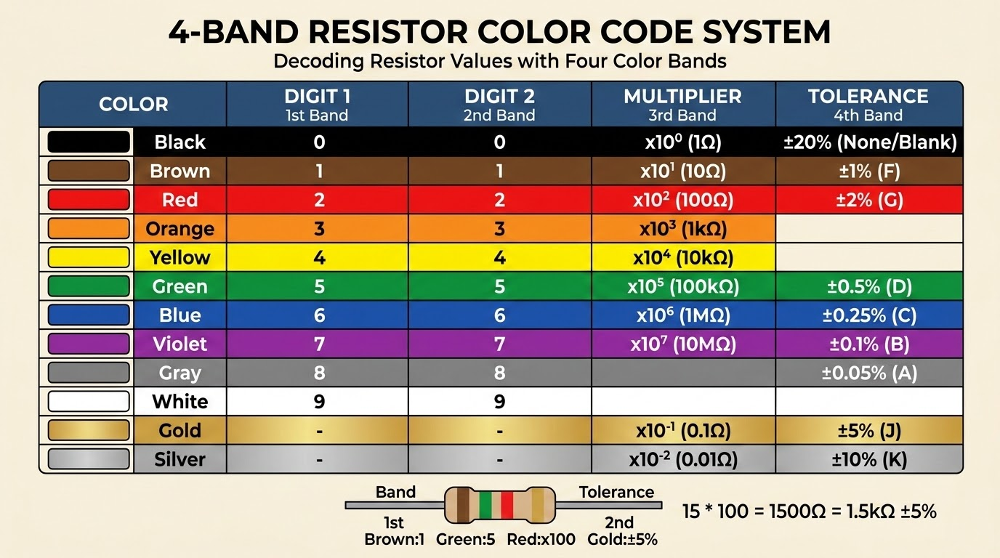 4-BAND RESISTOR COLOR CODE SYSTEM
Decoding Resistor Values with Four Color Bands
COLOR DIGIT 1 DIGIT 2 MULTIPLIER TOLERANCE
1st Band 2nd Band 3rd Band 4th Band
Black 0 0 x10⁰ (1Ω) ±20% (None/Blank)
Brown 1 1 x10¹ (10Ω) ±1% (F)
Red 2 2 x10² (100Ω) ±2% (G)
Orange 3 3 x10³ (1kΩ)
Yellow 4 4 x10⁴ (10kΩ)
Green 5 5 x10⁵ (100kΩ) ±0.5% (D)
Blue 6 6 x10⁶ (1MΩ) ±0.25% (C)
Violet 7 7 x10⁷ (10MΩ) ±0.1% (B)
Gray 8 8 ±0.05% (A)
White 9 9
Gold - - x10⁻¹ (0.1Ω) ±5% (J)
Silver - - x10⁻² (0.01Ω) ±10% (K)
Band Tolerance
1st 2nd
Brown:1 Green:5 Red:x100 Gold:±5%
15 * 100 = 1500Ω = 1.5kΩ ±5%